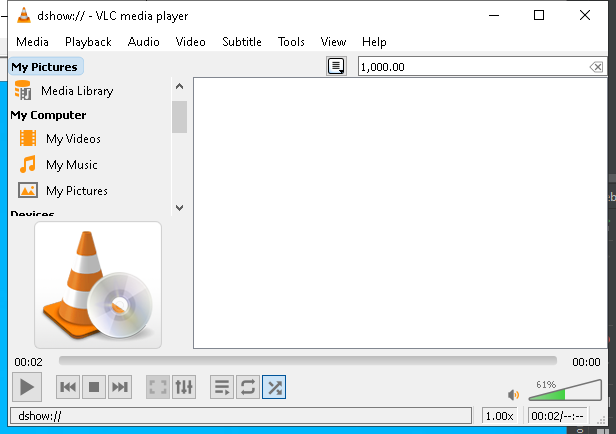 dshow:// - VLC media player
Media Playback Audio Video Subtitle Tools View Help
My Pictures
1,000.00
Media Library
My Computer
My Videos
My Music
My Pictures
Devices
00:02
00:00
61%
dshow://
1.00x
00:02/--:--